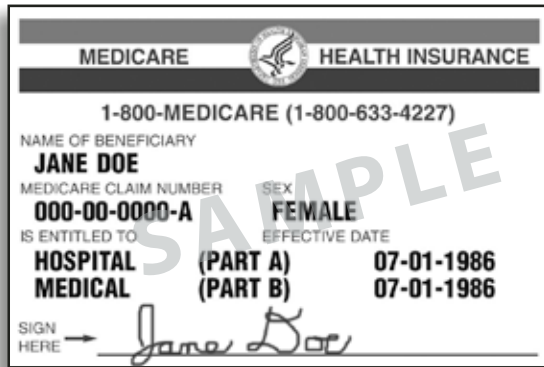 MEDICARE HEALTH INSURANCE
1-800-MEDICARE (1-800-633-4227)
NAME OF BENEFICIARY
JANE DOE
MEDICARE CLAIM NUMBER SEX
000-00-0000-A FEMALE
IS ENTITLED TO EFFECTIVE DATE
HOSPITAL (PART A) 07-01-1986
MEDICAL (PART B) 07-01-1986
SIGN
HERE Jane Doe
SAMPLE